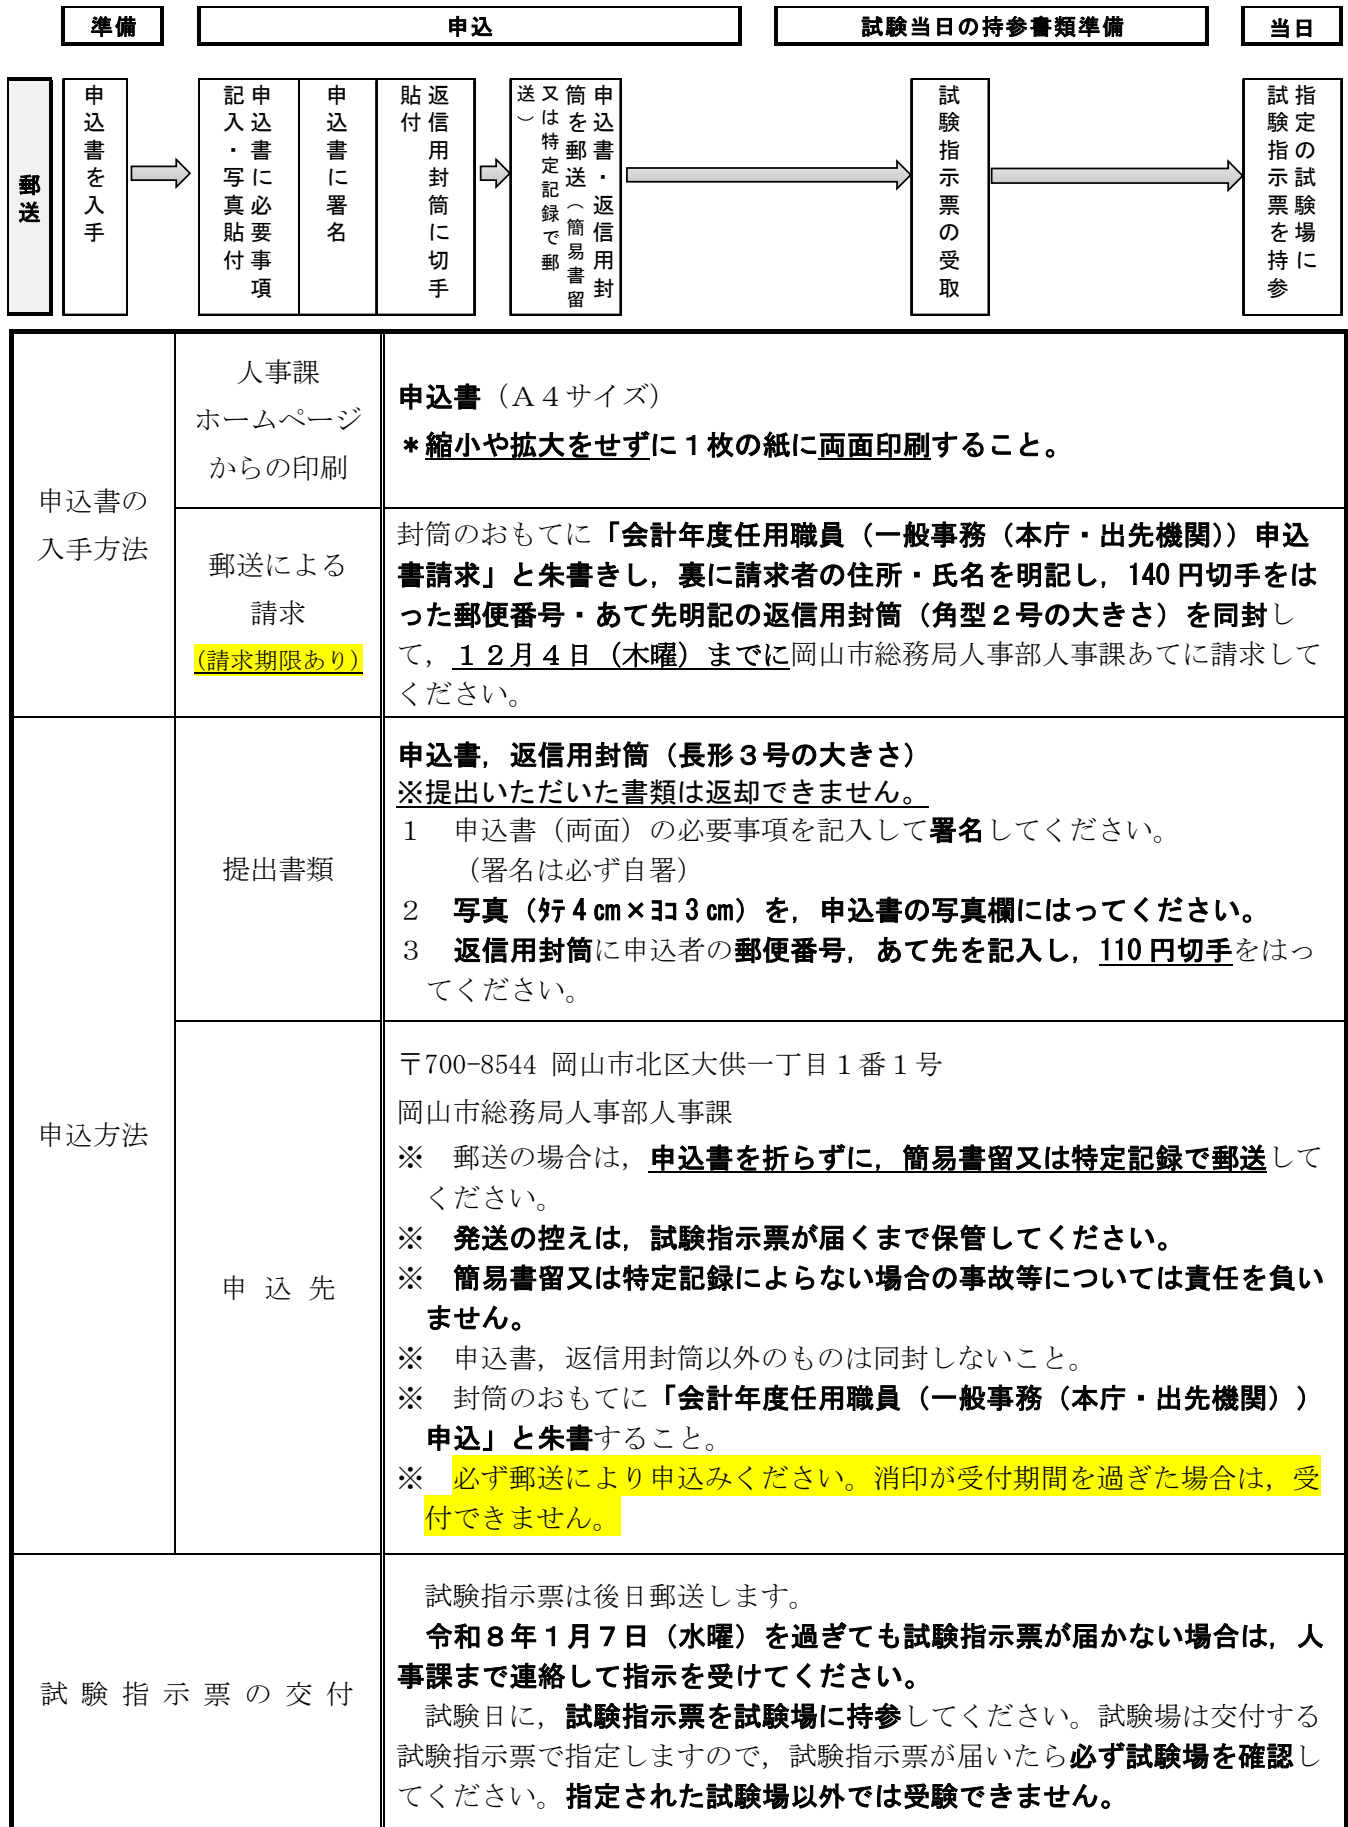 準備
申込
試験当日の持参書類準備
当日
郵送
申込書を入手
申込書に必要事項
記入・写真貼付
申込書に署名
返信用封筒に切手
貼付
申込書・返信用封
筒を郵送（簡易書留
又は特定記録で郵
送）
試験指示票の受取
指定の試験場に
試験指示票を持参
申込書の
入手方法
人事課
ホームページ
からの印刷
申込書（Ａ４サイズ）
＊縮小や拡大をせずに１枚の紙に両面印刷すること。
郵送による
請求
（請求期限あり）
封筒のおもてに「会計年度任用職員（一般事務（本庁・出先機関））申込
書請求」と朱書きし，裏に請求者の住所・氏名を明記し，140 円切手をは
った郵便番号・あて先明記の返信用封筒（角型２号の大きさ）を同封し
て，１２月４日（木曜）までに岡山市総務局人事部人事課あてに請求して
ください。
申込方法
提出書類
申込書，返信用封筒（長形３号の大きさ）
※提出いただいた書類は返却できません。
１　申込書（両面）の必要事項を記入して署名してください。
（署名は必ず自署）
２　写真（ﾀﾃ 4 ㎝×ﾖｺ 3 ㎝）を，申込書の写真欄にはってください。
３　返信用封筒に申込者の郵便番号，あて先を記入し，110 円切手をはっ
てください。
申 込 先
〒700-8544 岡山市北区大供一丁目１番１号
岡山市総務局人事部人事課
※　郵送の場合は，申込書を折らずに，簡易書留又は特定記録で郵送して
ください。
※　発送の控えは，試験指示票が届くまで保管してください。
※　簡易書留又は特定記録によらない場合の事故等については責任を負い
ません。
※　申込書，返信用封筒以外のものは同封しないこと。
※　封筒のおもてに「会計年度任用職員（一般事務（本庁・出先機関））
申込」と朱書すること。
※　必ず郵送により申込みください。消印が受付期間を過ぎた場合は，受
付できません。
試 験 指 示 票 の 交 付
試験指示票は後日郵送します。
令和８年１月７日（水曜）を過ぎても試験指示票が届かない場合は，人
事課まで連絡して指示を受けてください。
試験日に，試験指示票を試験場に持参してください。試験場は交付する
試験指示票で指定しますので，試験指示票が届いたら必ず試験場を確認し
てください。指定された試験場以外では受験できません。